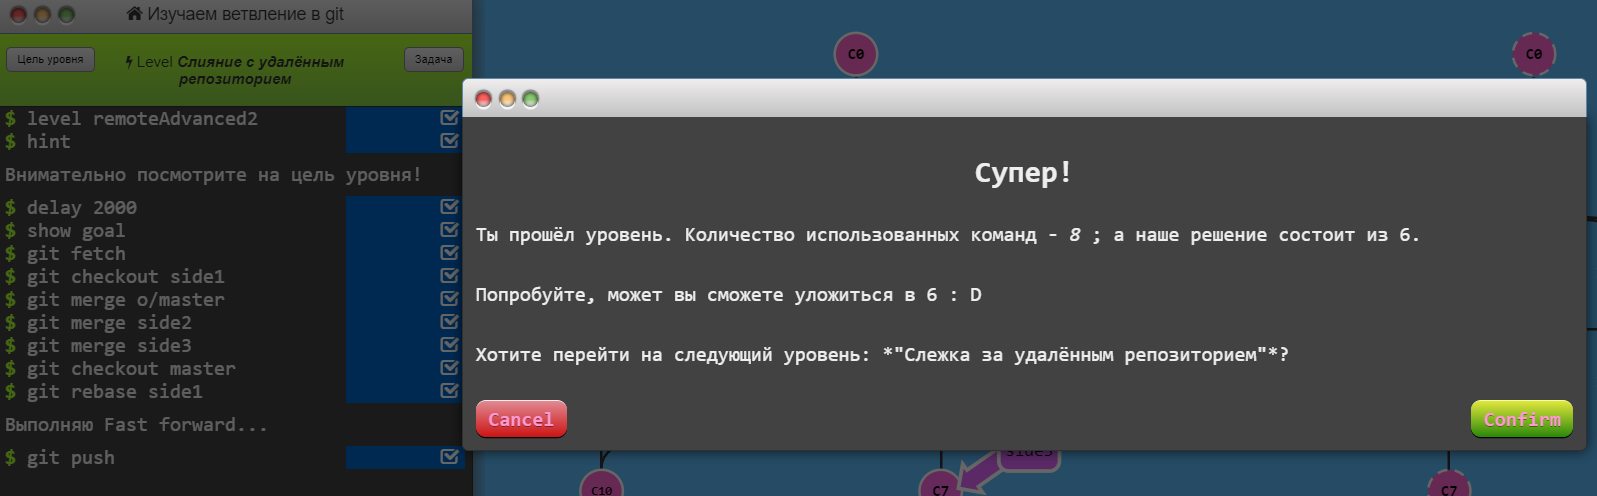 Изучаем ветвление в git
Цель уровня
Level Слияние с удалённым
репозиторием
Задача
$ level remoteAdvanced2
$ hint
Внимательно посмотрите на цель уровня!
$ delay 2000
$ show goal
$ git fetch
$ git checkout side1
$ git merge o/master
$ git merge side2
$ git merge side3
$ git checkout master
$ git rebase side1
Выполняю Fast forward...
$ git push
C0
C0
Супер!
Ты прошёл уровень. Количество использованных команд - 8 ; а наше решение состоит из 6.
Попробуйте, может вы сможете уложиться в 6 : D
Хотите перейти на следующий уровень: *"Слежка за удалённым репозиторием"*?
Cancel
Confirm
side3
C10
C7
C7